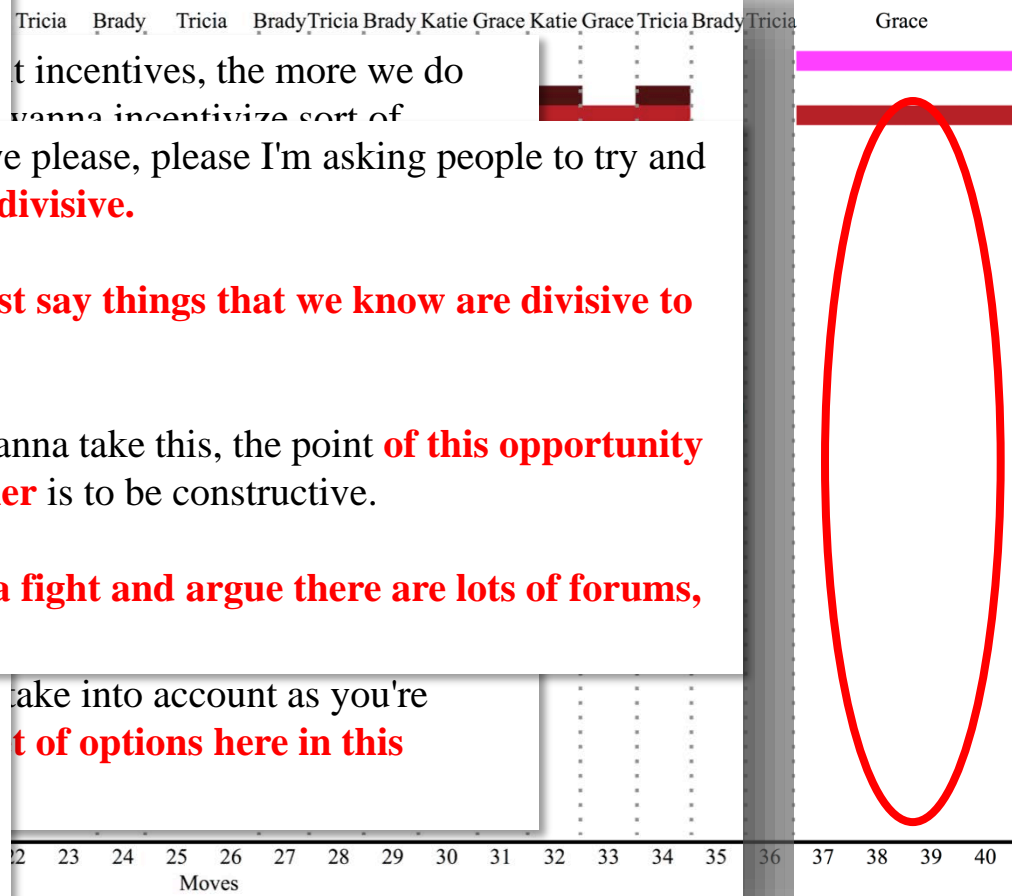 Tricia Brady Tricia Brady Tricia Brady Katie Grace Katie Grace Tricia Brady Tricia Grace
t incentives, the more we do
wanna incentivize sort of
e please, please I'm asking people to try and
divisive.
st say things that we know are divisive to
anna take this, the point of this opportunity
er is to be constructive.
a fight and argue there are lots of forums,
take into account as you're
t of options here in this
22 23 24 25 26 27 28 29 30 31 32 33 34 35 36 37 38 39 40
Moves